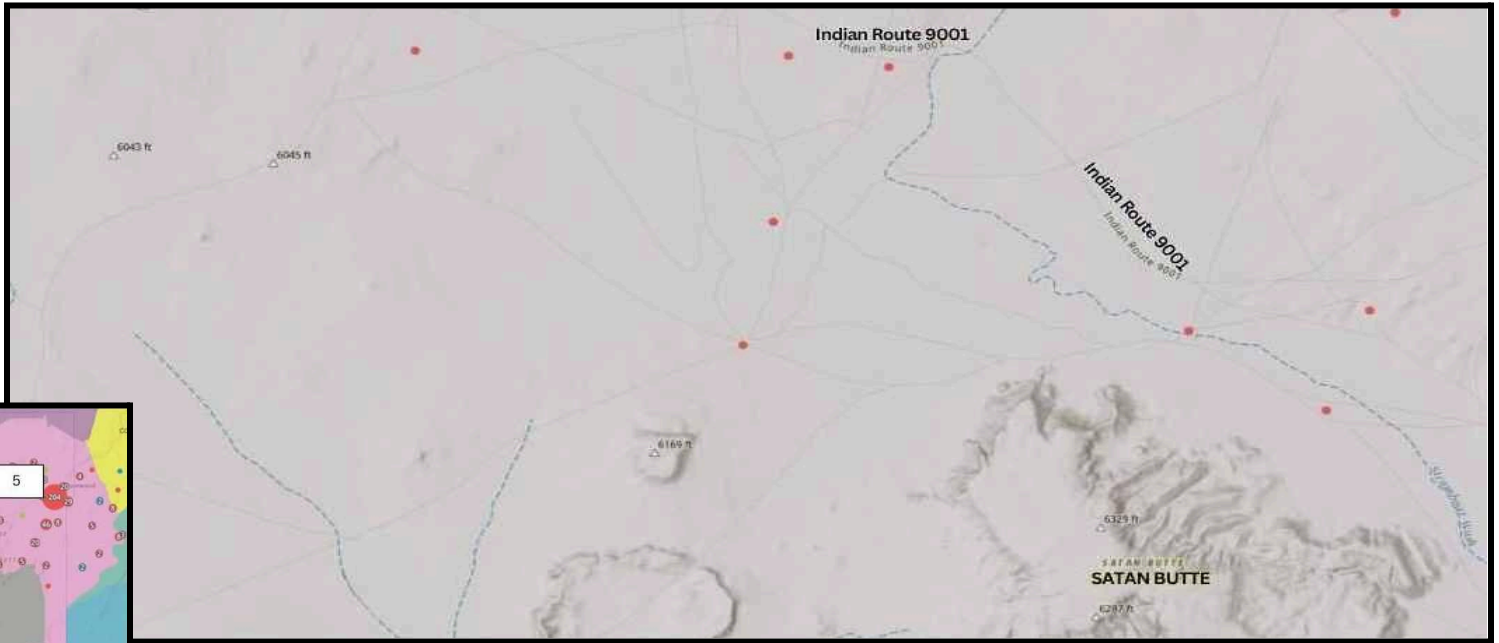 Indian Route 9001
Indian Route 9001
6043 ft
6045 ft
Indian Route 9001
Indian Route 9001
6169 ft
5
204
6329 ft
SATAN BUTTE
SATAN BUTTE
6287 ft